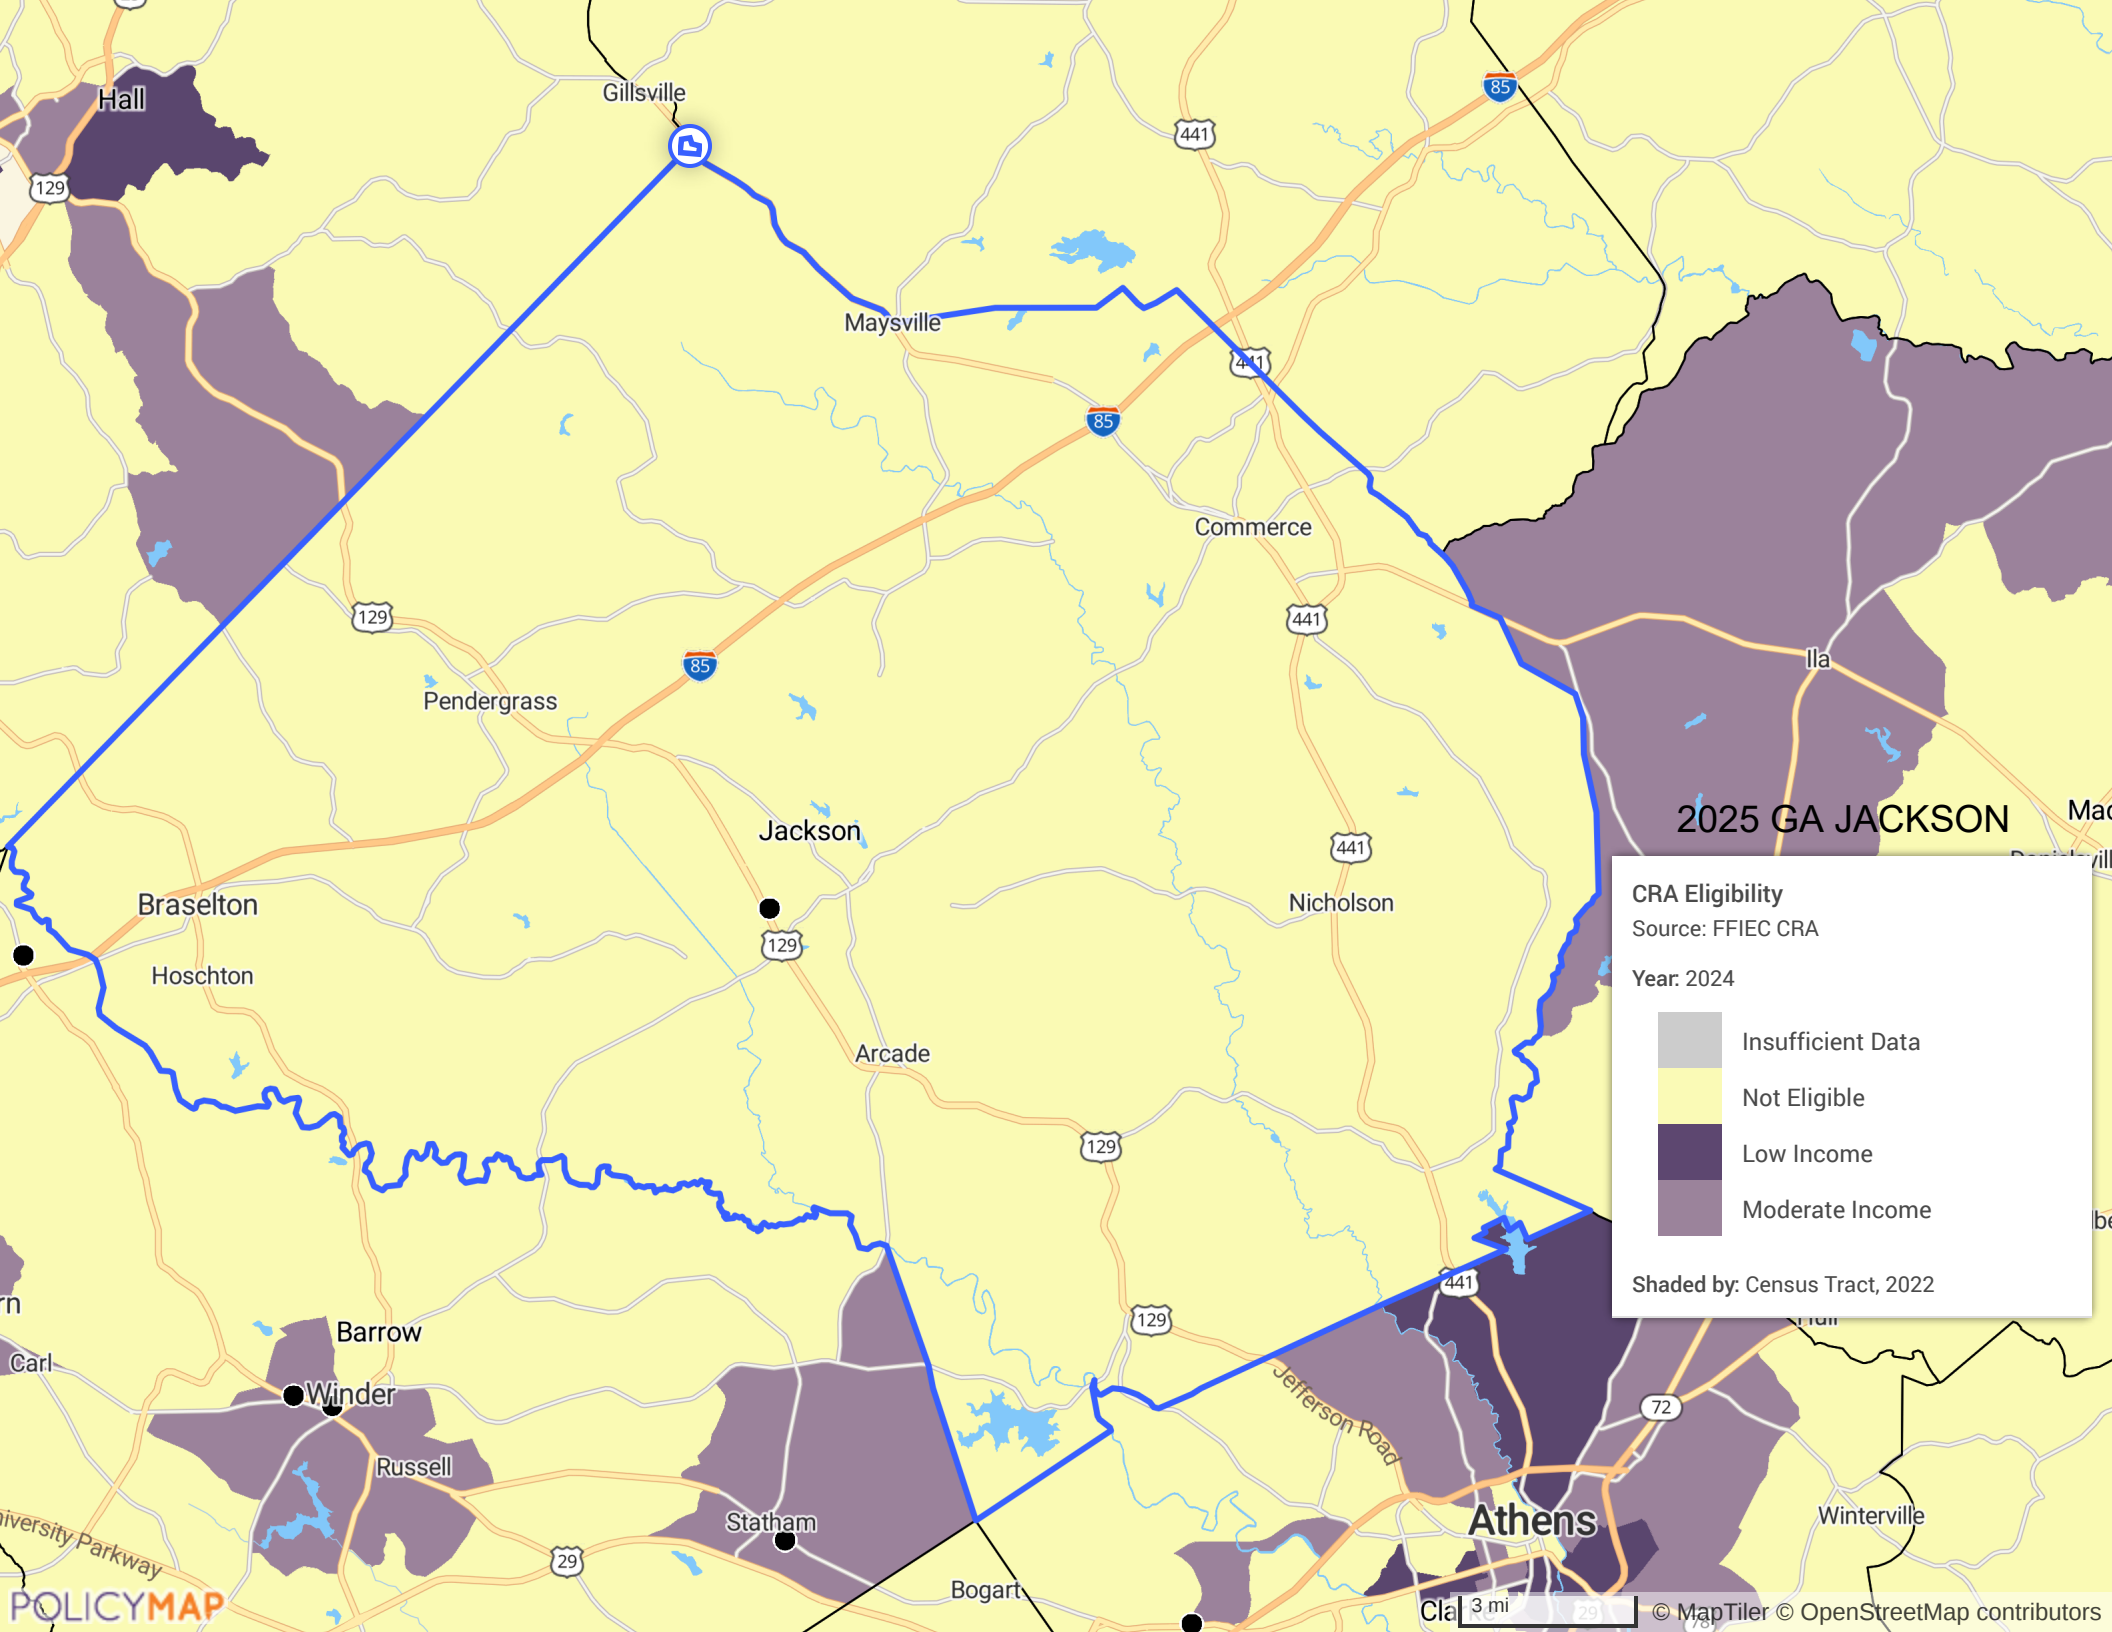 Hall
Gillsville
85
441
129
Maysville
441
85
Commerce
129
441
85
Ila
Pendergrass
2025 GA JACKSON
Jackson
441
CRA Eligibility
Braselton
Nicholson
Source: FFIEC CRA
129
Hoschton
Year: 2024
Insufficient Data
Arcade
Not Eligible
129
Low Income
Moderate Income
441
Shaded by: Census Tract, 2022
129
Barrow
Carl
Winder
Jefferson Road
72
Russell
Athens
Winterville
Statham
University Parkway
29
Bogart
POLICYMAP
Clarke
3 mi
29
78
© MapTiler © OpenStreetMap contributors